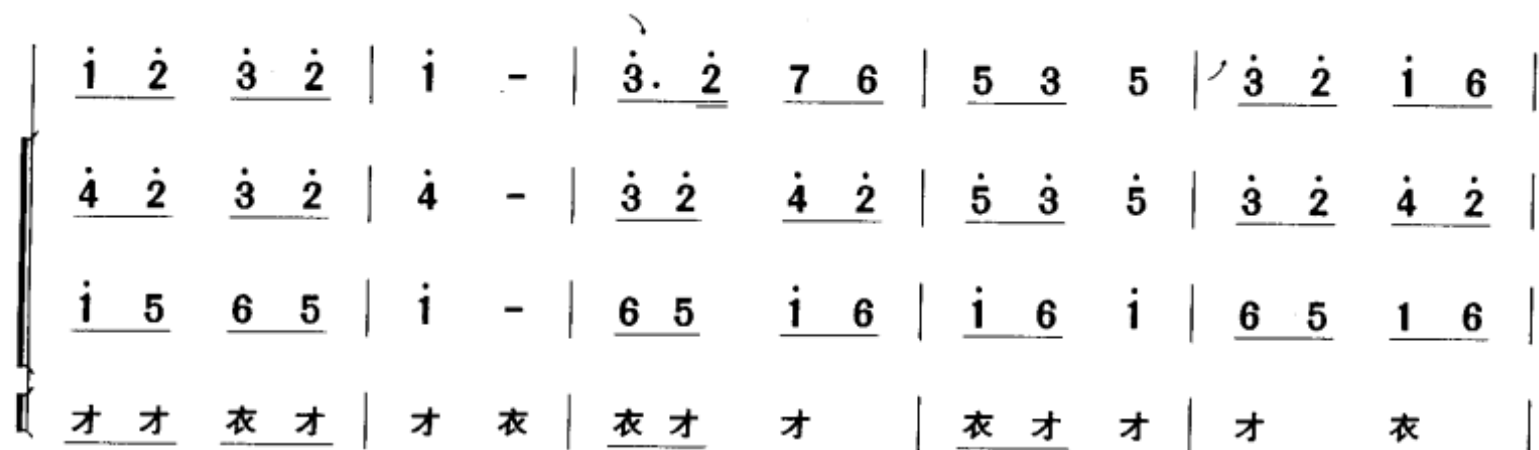 1̇ 2̇ 3̇ 2̇ | 1̇ - | 3̇. 2̇ 7 6 | 5 3 5 | 3̇ 2̇ 1̇ 6 |
4̇ 2̇ 3̇ 2̇ | 4̇ - | 3̇ 2̇ 4̇ 2̇ | 5̇ 3̇ 5̇ | 3̇ 2̇ 4̇ 2̇ |
1̇ 5 6 5 | 1̇ - | 6 5 1̇ 6 | 1̇ 6 1̇ | 6 5 1 6 |
才 才 衣 才 | 才 衣 | 衣 才 才 | 衣 才 才 | 才 衣 |